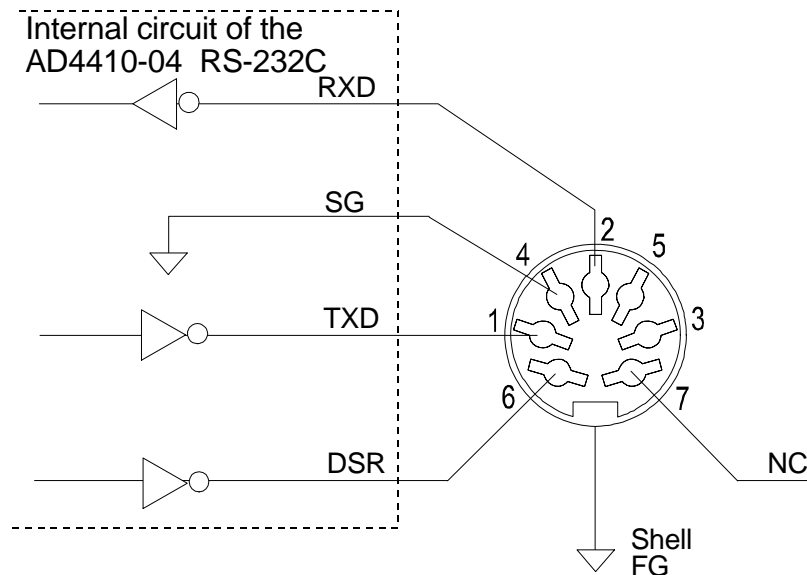 Internal circuit of the
AD4410-04 RS-232C
RXD
SG
TXD
DSR
2
4
5
1
3
6
7
NC
Shell
FG